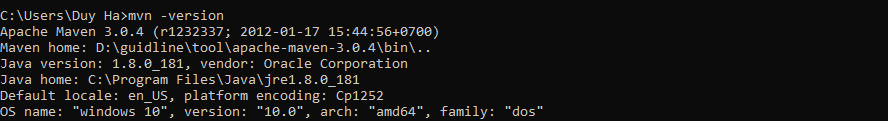 C:\Users\Duy Ha>mvn -version
Apache Maven 3.0.4 (r1232337; 2012-01-17 15:44:56+0700)
Maven home: D:\guidline\tool\apache-maven-3.0.4\bin\..
Java version: 1.8.0_181, vendor: Oracle Corporation
Java home: C:\Program Files\Java\jre1.8.0_181
Default locale: en_US, platform encoding: Cp1252
OS name: "windows 10", version: "10.0", arch: "amd64", family: "dos"